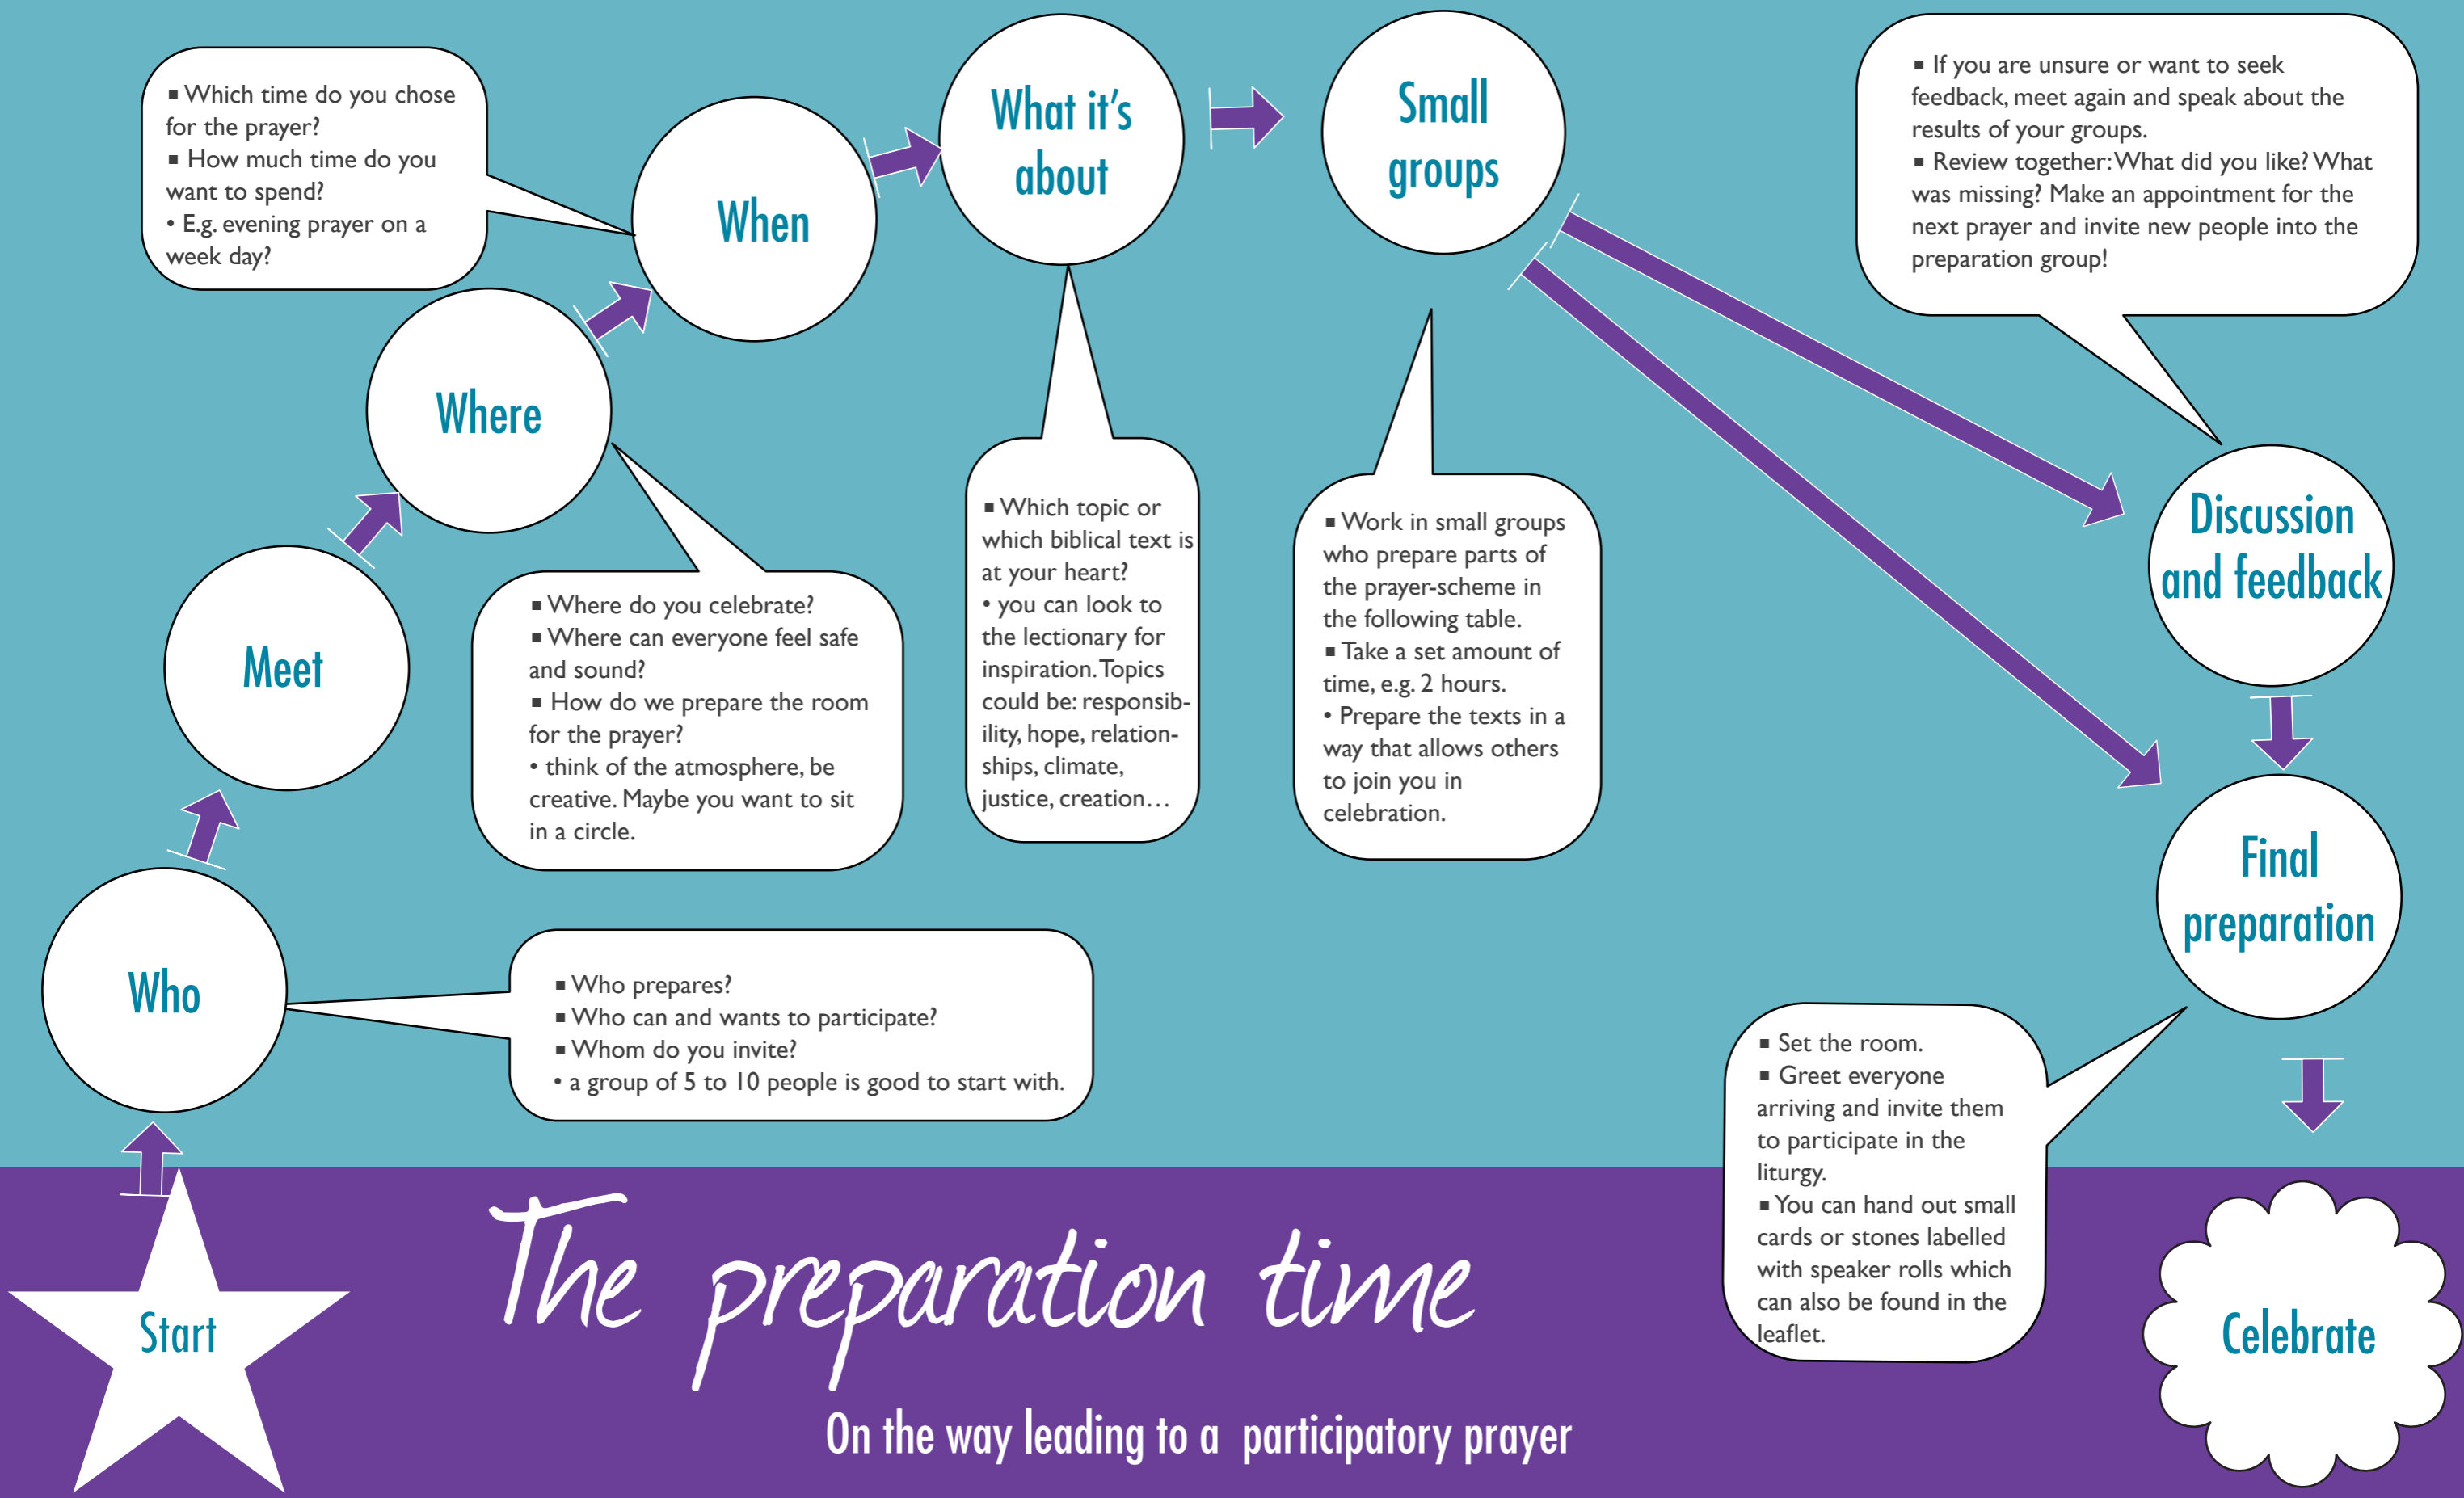 Start
Who
■ Who prepares?
■ Who can and wants to participate?
■ Whom do you invite?
• a group of 5 to 10 people is good to start with.
Meet
Where
■ Where do you celebrate?
■ Where can everyone feel safe
and sound?
■ How do we prepare the room
for the prayer?
• think of the atmosphere, be
creative. Maybe you want to sit
in a circle.
When
■ Which time do you chose
for the prayer?
■ How much time do you
want to spend?
• E.g. evening prayer on a
week day?
What it's
about
■ Which topic or
which biblical text is
at your heart?
• you can look to
the lectionary for
inspiration. Topics
could be: responsib-
ility, hope, relation-
ships, climate,
justice, creation…
Small
groups
■ Work in small groups
who prepare parts of
the prayer-scheme in
the following table.
■ Take a set amount of
time, e.g. 2 hours.
• Prepare the texts in a
way that allows others
to join you in
celebration.
■ If you are unsure or want to seek
feedback, meet again and speak about the
results of your groups.
■ Review together: What did you like? What
was missing? Make an appointment for the
next prayer and invite new people into the
preparation group!
Discussion
and feedback
Final
preparation
■ Set the room.
■ Greet everyone
arriving and invite them
to participate in the
liturgy.
■ You can hand out small
cards or stones labelled
with speaker rolls which
can also be found in the
leaflet.
Celebrate
The preparation time
On the way leading to a participatory prayer